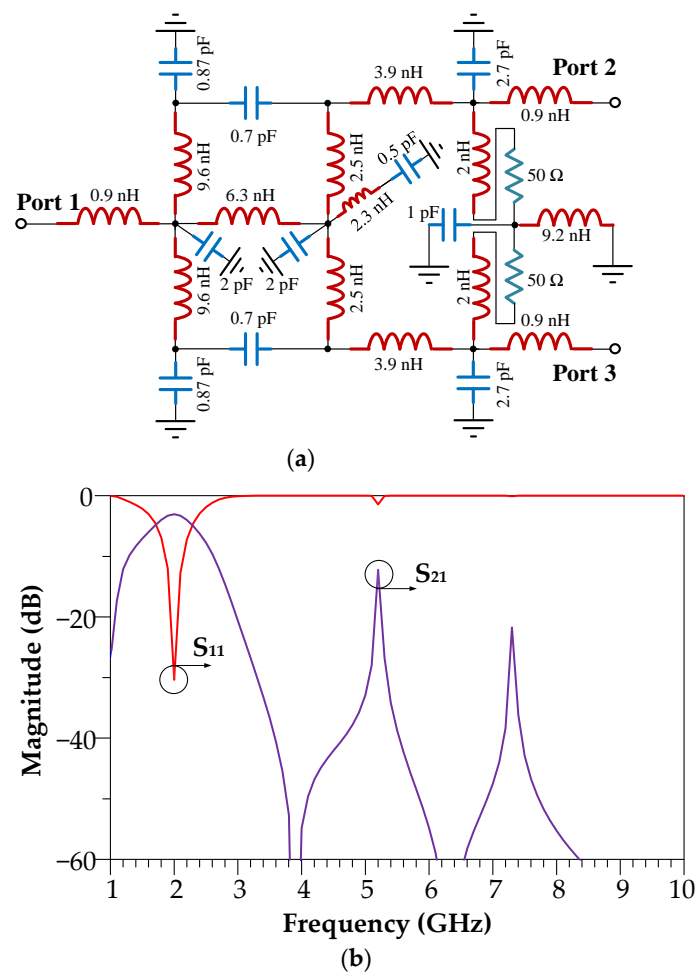 0.87 pF
2.7 pF
Port 2
3.9 nH
0.9 nH
0.7 pF
9.6 nH
2.5 nH
0.5 pF
2 nH
50 Ω
Port 1
0.9 nH
6.3 nH
2.3 nH
1 pF
9.2 nH
2 pF
2 pF
9.6 nH
2.5 nH
2 nH
50 Ω
0.7 pF
0.9 nH
3.9 nH
Port 3
0.87 pF
2.7 pF
(a)
0
−20
−40
−60
Magnitude (dB)
S21
S11
1 2 3 4 5 6 7 8 9 10
Frequency (GHz)
(b)